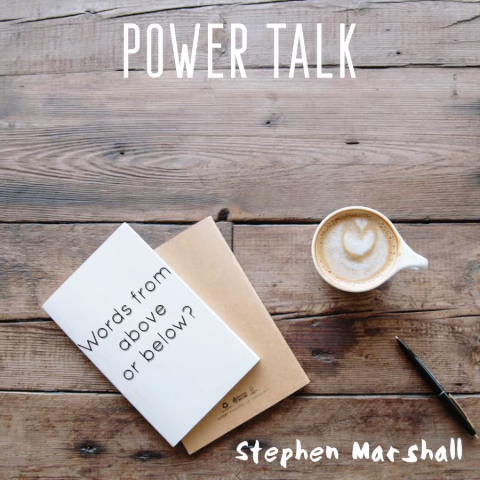 POWER TALK
Words from
above
or below?
Stephen Marshall